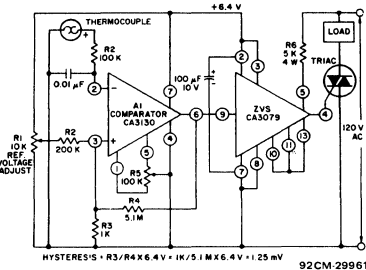 +6.4 V
THERMOCOUPLE
+
R2
100 K
0.01 µF
R1
10 K
REF.
VOLTAGE
ADJUST
R2
200 K
2
−
A1
COMPARATOR
CA3130
3
+
7
6
1
5
4
R5
100 K
R4
5.1M
R3
1K
100 µF
10 V
+
−
2
3
9
ZVS
CA3079
7
8
10
11
13
5
4
R6
5 K
4 W
LOAD
TRIAC
120 V
AC
HYSTERESIS = R3/R4 X 6.4 V = 1K/5.1 M X 6.4 V = 1.25 mV
92CM-29961